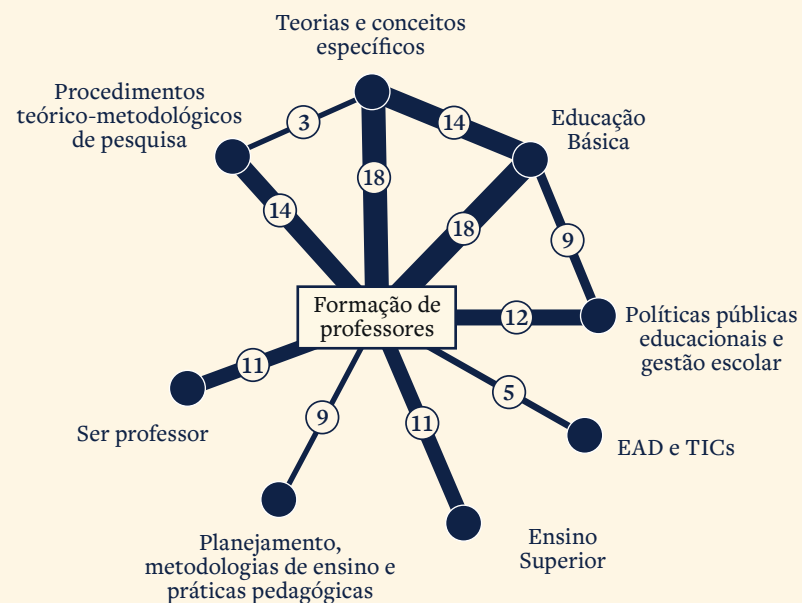 Teorias e conceitos
específicos
Procedimentos
teórico-metodológicos
de pesquisa
3
14
Educação
Básica
18
14
18
9
Formação de
professores
12
Políticas públicas
educacionais e
gestão escolar
11
Ser professor
9
11
5
EAD e TICs
Planejamento,
metodologias de ensino e
práticas pedagógicas
Ensino
Superior